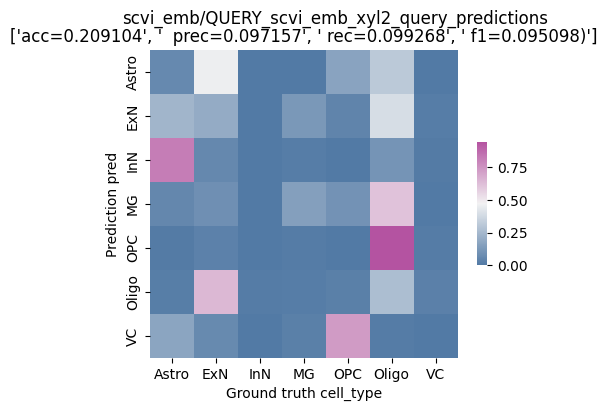 scvi_emb/QUERY_scvi_emb_xyl2_query_predictions
['acc=0.209104', '  prec=0.097157', ' rec=0.099268', ' f1=0.095098)']
Prediction pred
Astro
ExN
InN
MG
OPC
Oligo
VC
0.75
0.50
0.25
0.00
Astro ExN InN MG OPC Oligo VC
Ground truth cell_type